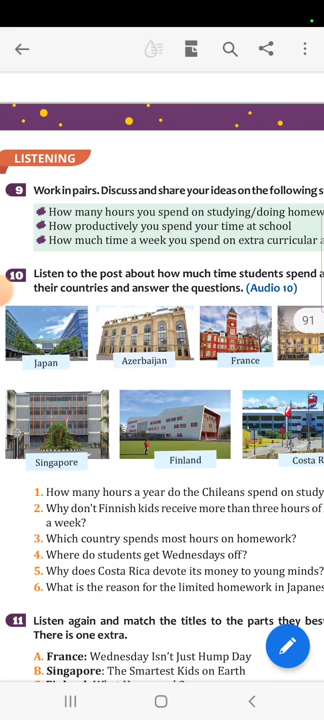 LISTENING
9 Work in pairs. Discuss and share your ideas on the following s
How many hours you spend on studying/doing homew
How productively you spend your time at school
How much time a week you spend on extra curricular a
10 Listen to the post about how much time students spend a
their countries and answer the questions. (Audio 10)
91
Japan
Azerbaijan
France
Singapore
Finland
Costa R
1. How many hours a year do the Chileans spend on study
2. Why don't Finnish kids receive more than three hours of
a week?
3. Which country spends most hours on homework?
4. Where do students get Wednesdays off?
5. Why does Costa Rica devote its money to young minds?
6. What is the reason for the limited homework in Japanes
11 Listen again and match the titles to the parts they bes
There is one extra.
A. France: Wednesday Isn't Just Hump Day
B. Singapore: The Smartest Kids on Earth